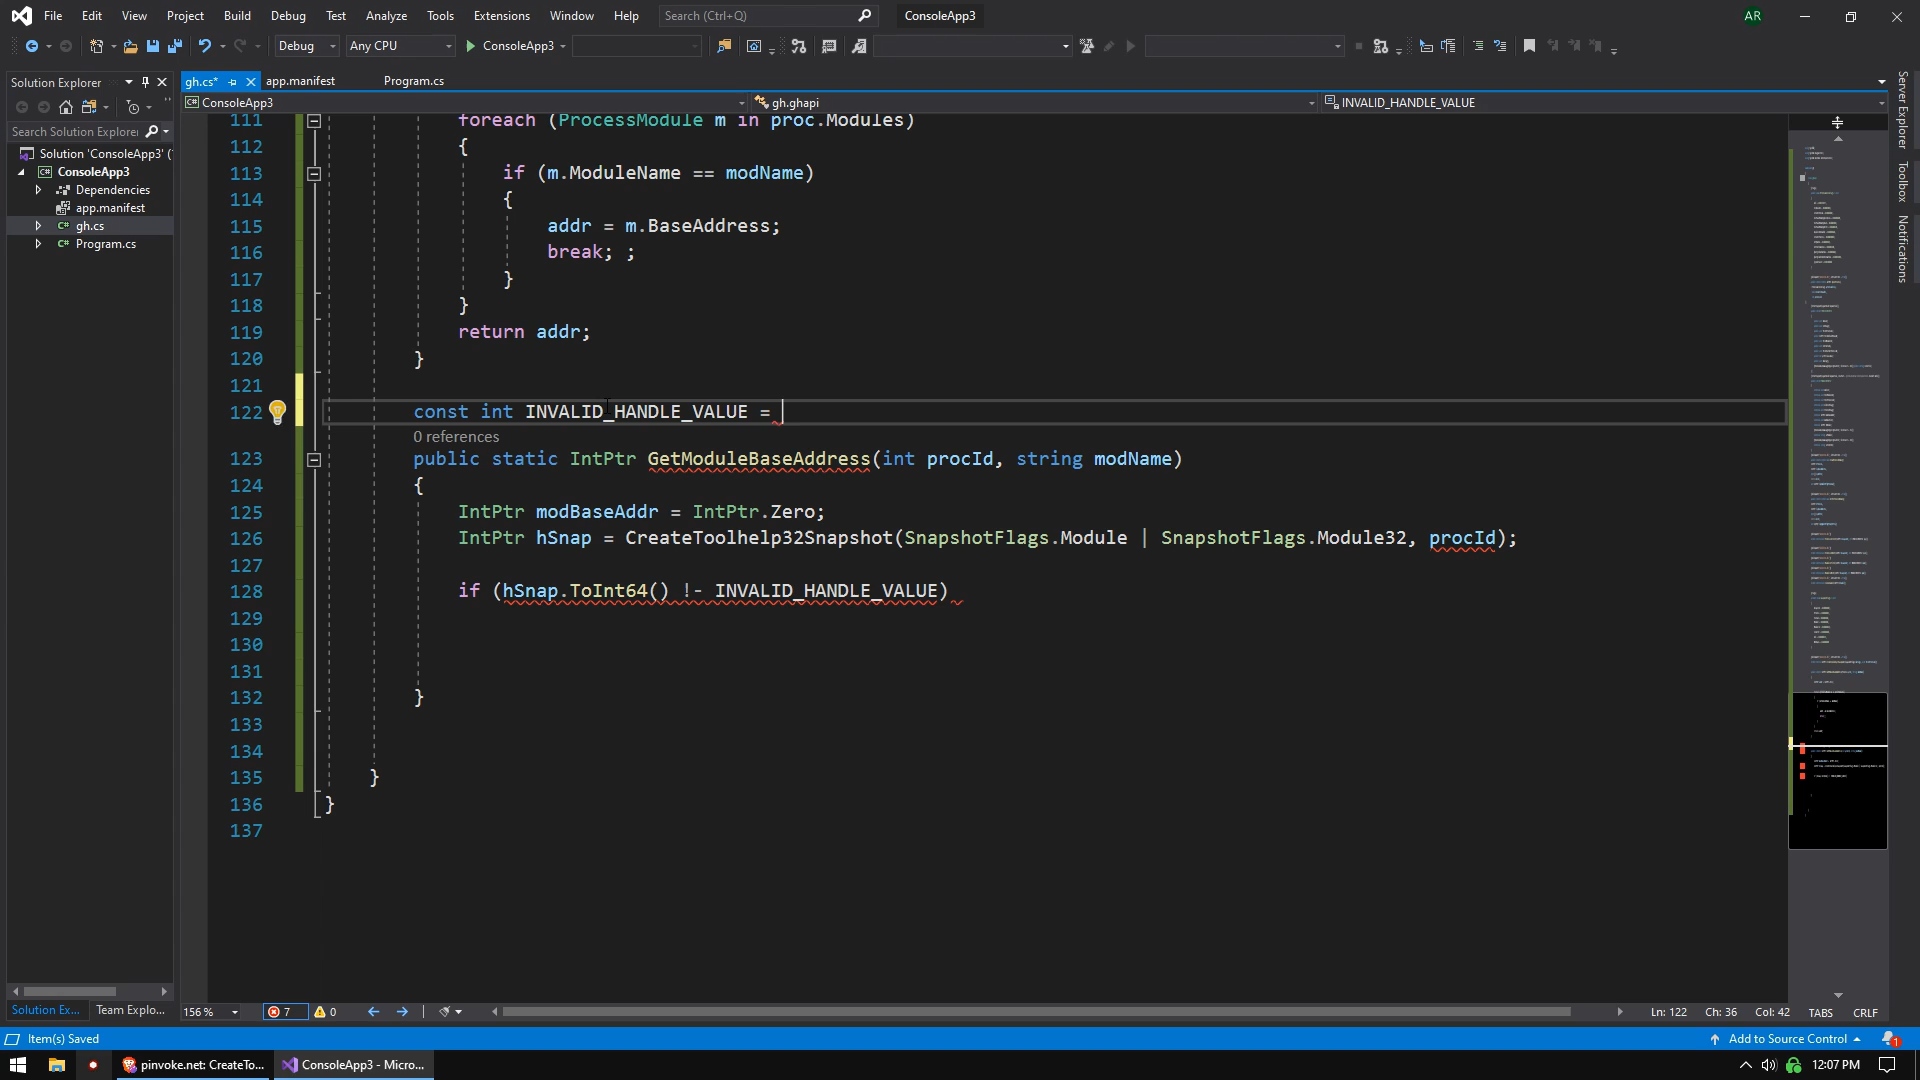 File Edit View Project Build Debug Test Analyze Tools Extensions Window Help Search (Ctrl+Q) ConsoleApp3 AR
Debug Any CPU ConsoleApp3
Solution Explorer
gh.cs* app.manifest Program.cs
ConsoleApp3 gh.ghapi INVALID_HANDLE_VALUE
Search Solution Explorer
Solution 'ConsoleApp3' (
ConsoleApp3
Dependencies
app.manifest
gh.cs
Program.cs
111 foreach (ProcessModule m in proc.Modules)
112 {
113 if (m.ModuleName == modName)
114 {
115 addr = m.BaseAddress;
116 break; ;
117 }
118 }
119 return addr;
120 }
121
122 const int INVALID_HANDLE_VALUE =
0 references
123 public static IntPtr GetModuleBaseAddress(int procId, string modName)
124 {
125 IntPtr modBaseAddr = IntPtr.Zero;
126 IntPtr hSnap = CreateToolhelp32Snapshot(SnapshotFlags.Module | SnapshotFlags.Module32, procId);
127
128 if (hSnap.ToInt64() !- INVALID_HANDLE_VALUE)
129
130
131
132 }
133
134
135 }
136 }
137
Server Explorer
Toolbox
Notifications
Solution Ex... Team Explo...
156 % 7 0 Ln: 122 Ch: 36 Col: 42 TABS CRLF
Item(s) Saved Add to Source Control 1
pinvoke.net: CreateTo... ConsoleApp3 - Micro... 12:07 PM